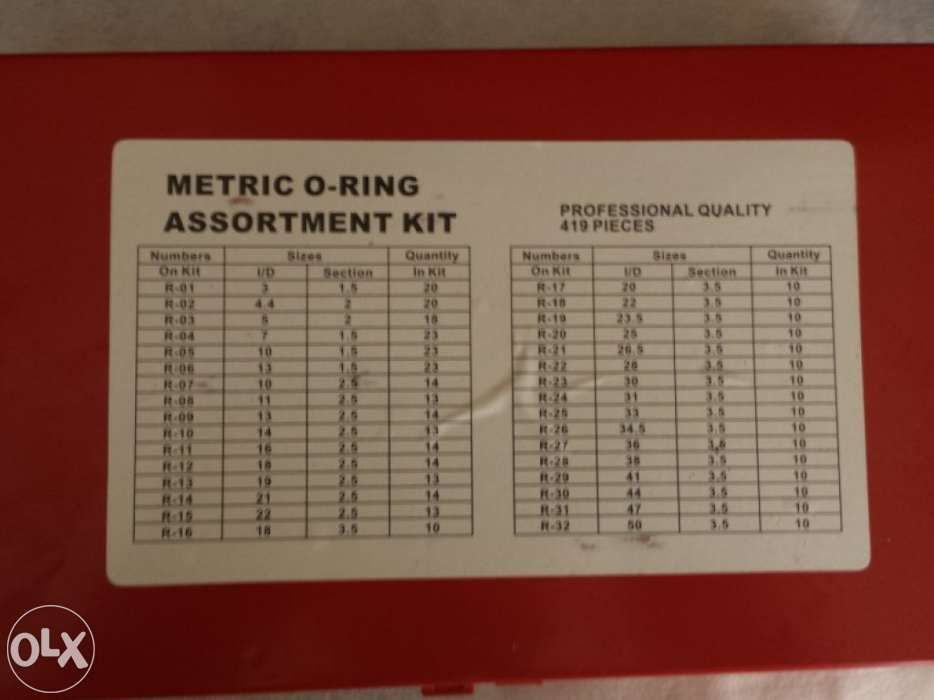 METRIC O-RING
ASSORTMENT KIT
PROFESSIONAL QUALITY
419 PIECES
Numbers Sizes Quantity
On Kit I/D Section In Kit
R-01 3 1.5 20
R-02 4.4 2 20
R-03 5 2 18
R-04 7 1.5 23
R-05 10 1.5 23
R-06 13 1.5 23
R-07 10 2.5 14
R-08 11 2.5 13
R-09 13 2.5 14
R-10 14 2.5 13
R-11 16 2.5 14
R-12 18 2.5 14
R-13 19 2.5 13
R-14 21 2.5 14
R-15 22 2.5 13
R-16 18 3.5 10
Numbers Sizes Quantity
On Kit I/D Section In Kit
R-17 20 3.5 10
R-18 22 3.5 10
R-19 23.5 3.5 10
R-20 25 3.5 10
R-21 26.5 3.5 10
R-22 28 3.5 10
R-23 30 3.5 10
R-24 31 3.5 10
R-25 33 3.5 10
R-26 34.5 3.5 10
R-27 36 3.5 10
R-28 38 3.5 10
R-29 41 3.5 10
R-30 44 3.5 10
R-31 47 3.5 10
R-32 50 3.5 10
OLX